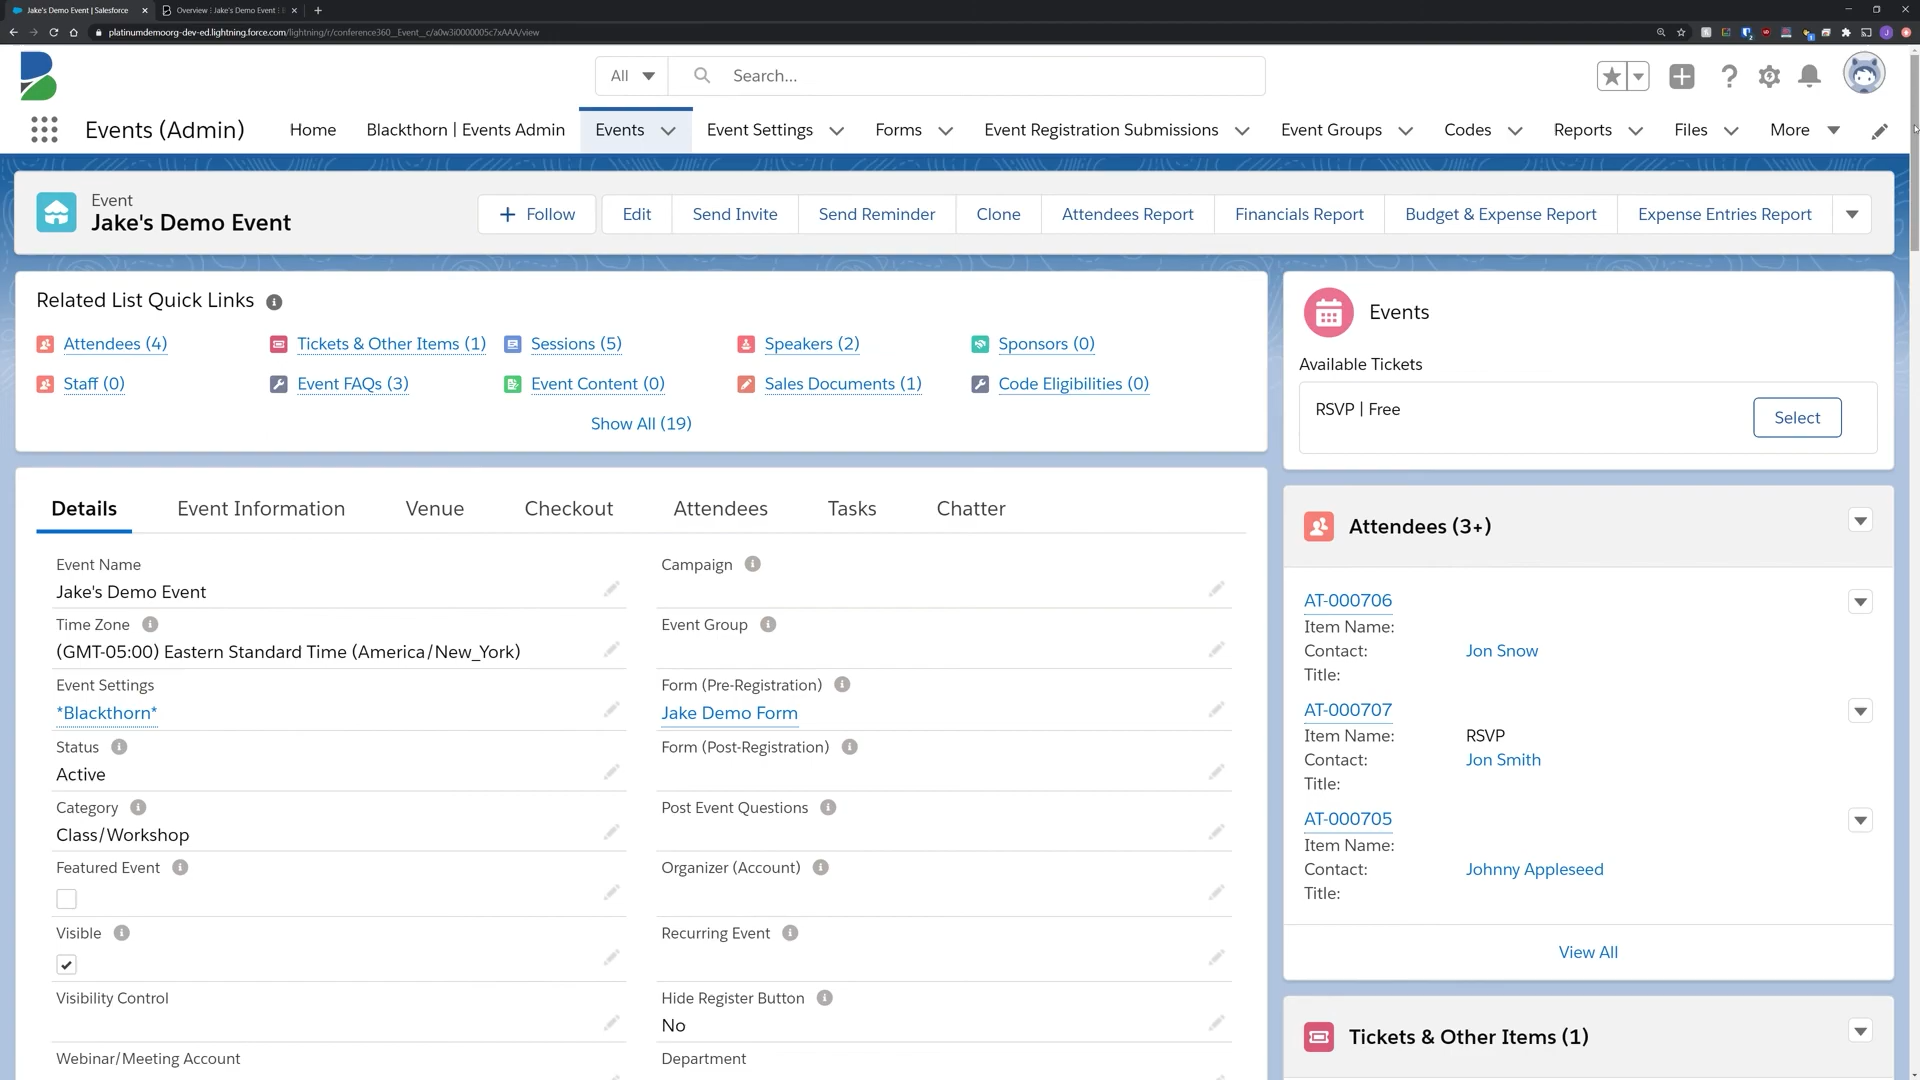 Jake's Demo Event | Salesforce
Overview | Jake's Demo Event |
platinumdemoorg-dev-ed.lightning.force.com/lightning/r/conference360__Event__c/a0w3i0000005c7xAAA/view
All
Search...
Events (Admin)
Home
Blackthorn | Events Admin
Events
Event Settings
Forms
Event Registration Submissions
Event Groups
Codes
Reports
Files
More
Event
Jake's Demo Event
+ Follow
Edit
Send Invite
Send Reminder
Clone
Attendees Report
Financials Report
Budget & Expense Report
Expense Entries Report
Related List Quick Links
Attendees (4)
Tickets & Other Items (1)
Sessions (5)
Speakers (2)
Sponsors (0)
Staff (0)
Event FAQs (3)
Event Content (0)
Sales Documents (1)
Code Eligibilities (0)
Show All (19)
Details
Event Information
Venue
Checkout
Attendees
Tasks
Chatter
Event Name
Jake's Demo Event
Time Zone
(GMT-05:00) Eastern Standard Time (America/New_York)
Event Settings
*Blackthorn*
Status
Active
Category
Class/Workshop
Featured Event
Visible
Visibility Control
Webinar/Meeting Account
Campaign
Event Group
Form (Pre-Registration)
Jake Demo Form
Form (Post-Registration)
Post Event Questions
Organizer (Account)
Recurring Event
Hide Register Button
No
Department
Events
Available Tickets
RSVP | Free
Select
Attendees (3+)
AT-000706
Item Name:
Contact: Jon Snow
Title:
AT-000707
Item Name: RSVP
Contact: Jon Smith
Title:
AT-000705
Item Name:
Contact: Johnny Appleseed
Title:
View All
Tickets & Other Items (1)